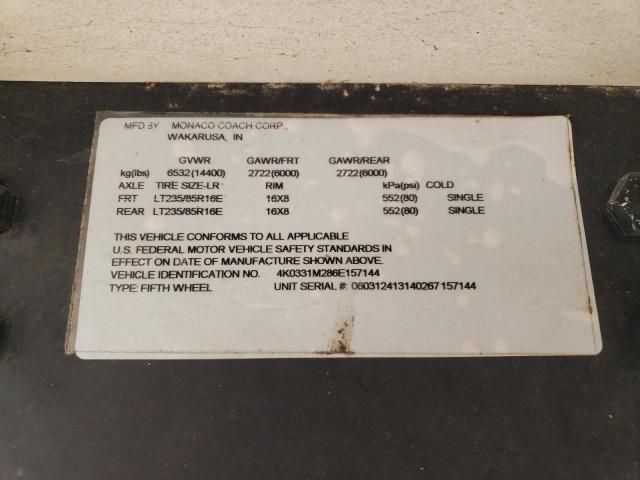 MFD BY MONACO COACH CORP.,
WAKARUSA, IN
GVWR GAWR/FRT GAWR/REAR
kg(lbs) 6532(14400) 2722(6000) 2722(6000)
AXLE TIRE SIZE-LR RIM kPa(psi) COLD
FRT LT235/85R16E 16X8 552(80) SINGLE
REAR LT235/85R16E 16X8 552(80) SINGLE
THIS VEHICLE CONFORMS TO ALL APPLICABLE
U.S. FEDERAL MOTOR VEHICLE SAFETY STANDARDS IN
EFFECT ON DATE OF MANUFACTURE SHOWN ABOVE.
VEHICLE IDENTIFICATION NO. 4K0331M286E157144
TYPE: FIFTH WHEEL UNIT SERIAL #: 060312413140267157144